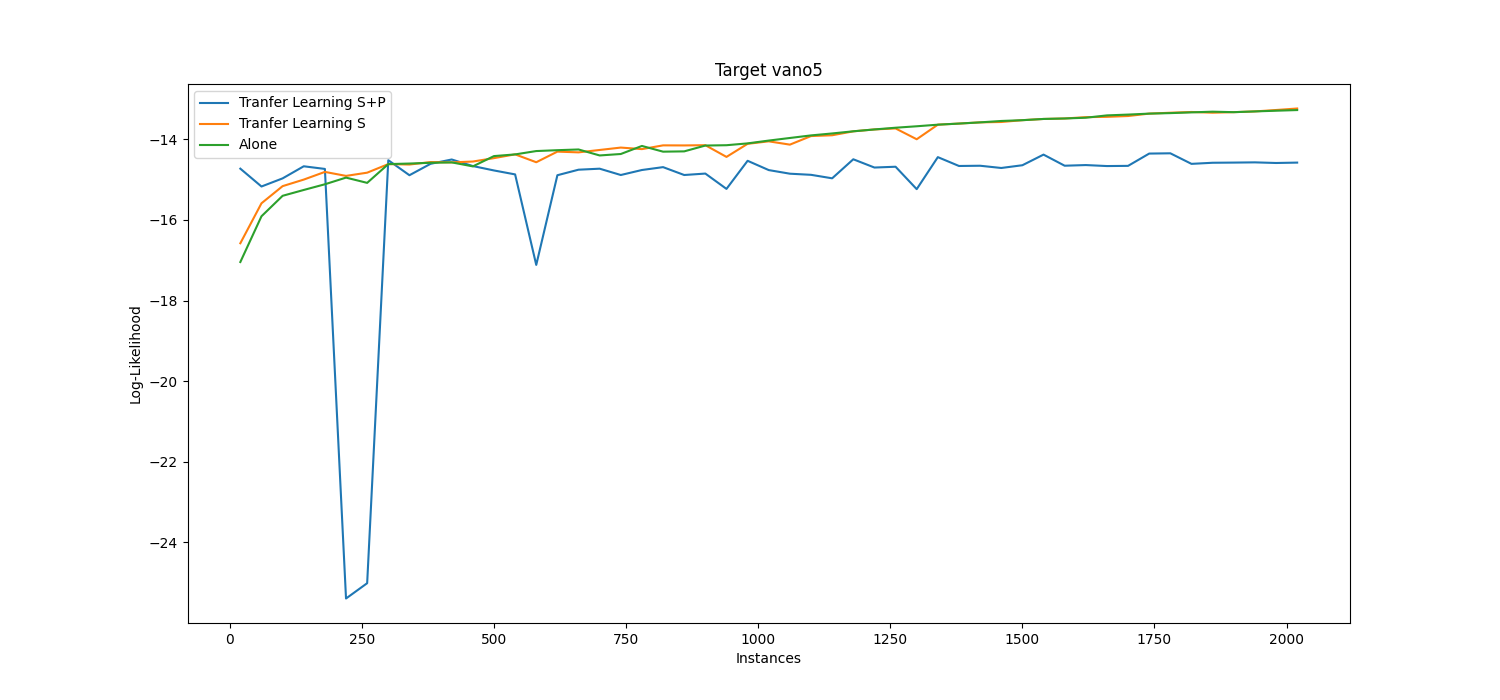 Target vano5
Tranfer Learning S+P
Tranfer Learning S
Alone
Log-Likelihood
−14
−16
−18
−20
−22
−24
0 250 500 750 1000 1250 1500 1750 2000
Instances